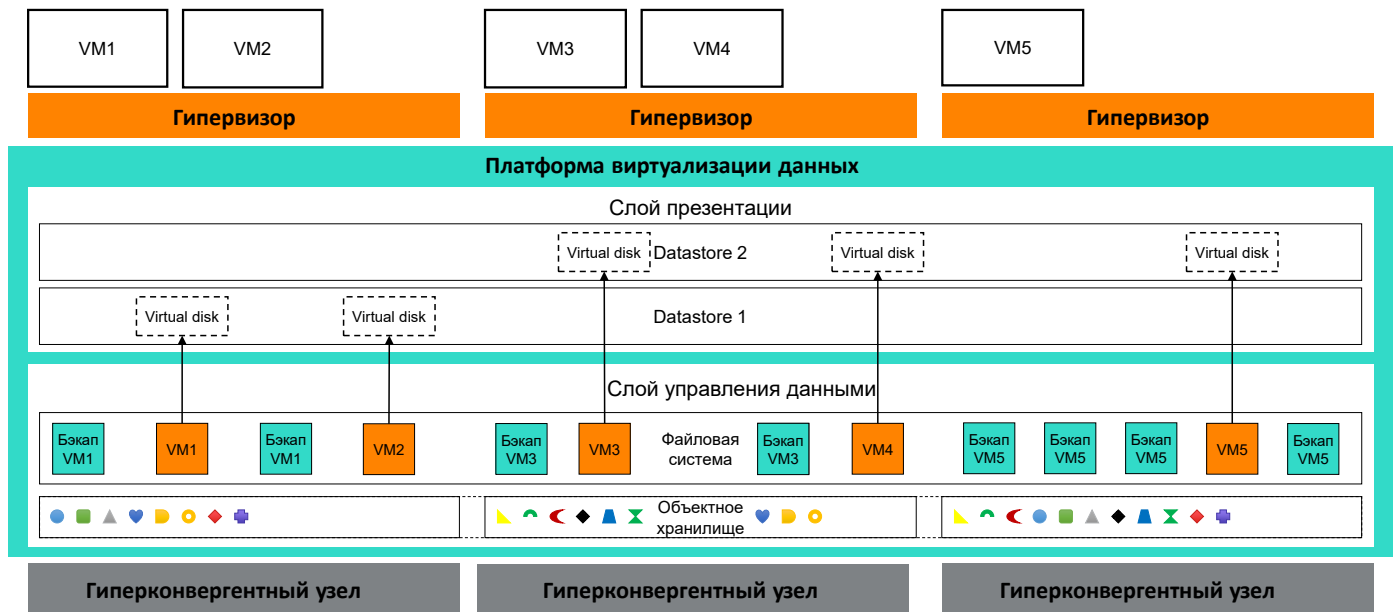 VM1
VM2
VM3
VM4
VM5
Гипервизор
Гипервизор
Гипервизор
Платформа виртуализации данных
Слой презентации
Virtual disk
Datastore 2
Virtual disk
Virtual disk
Virtual disk
Virtual disk
Datastore 1
Слой управления данными
Бэкап
VM1
VM1
Бэкап
VM1
VM2
Бэкап
VM3
VM3
Файловая
система
Бэкап
VM3
VM4
Бэкап
VM5
Бэкап
VM5
Бэкап
VM5
VM5
Бэкап
VM5
Объектное
хранилище
Гиперконвергентный узел
Гиперконвергентный узел
Гиперконвергентный узел